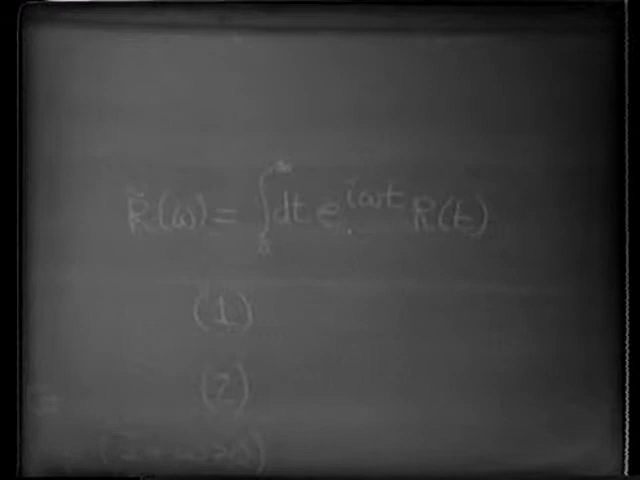 R̃(ω) = ∫₀^∞ dt e^{iωt} R(t)
(1)
(2)